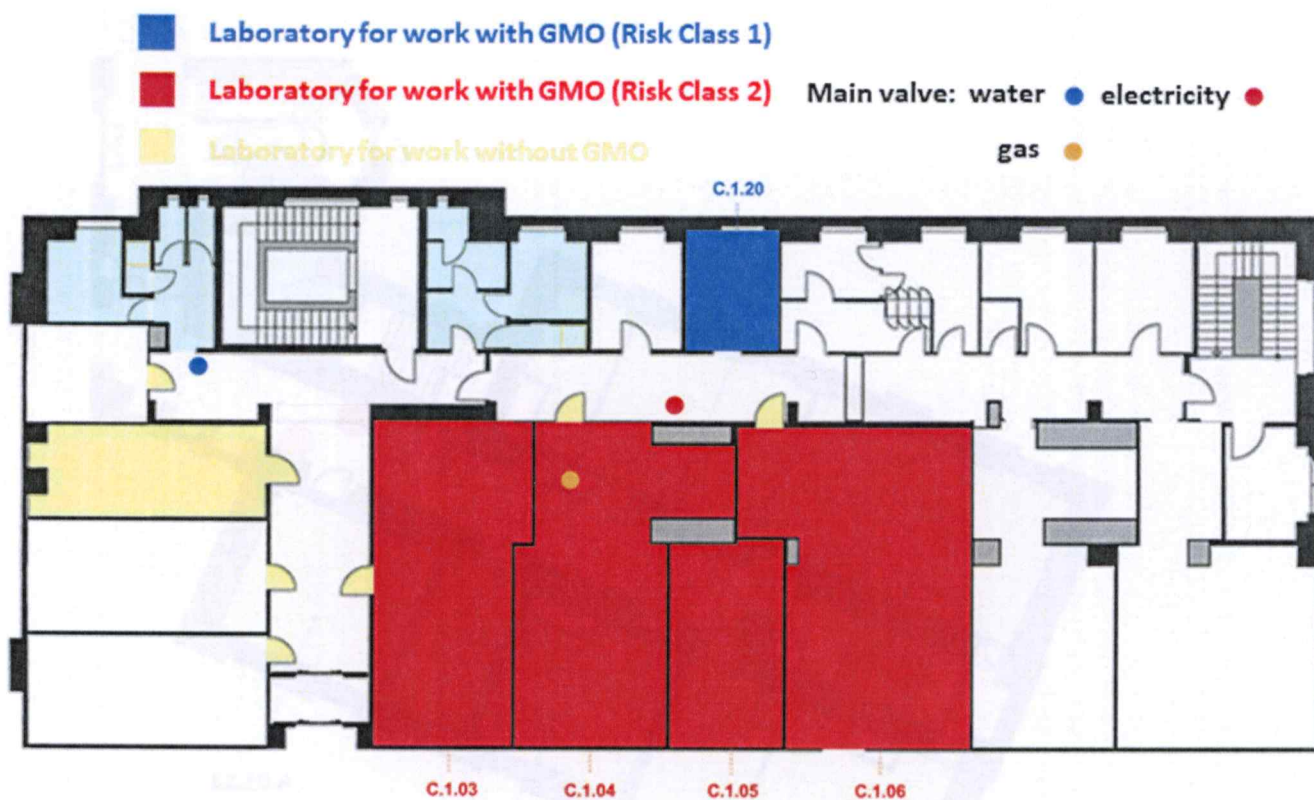 Laboratory for work with GMO (Risk Class 1)
Laboratory for work with GMO (Risk Class 2)
Main valve: water electricity
Laboratory for work without GMO
gas
C.1.20
C.1.03 C.1.04 C.1.05 C.1.06